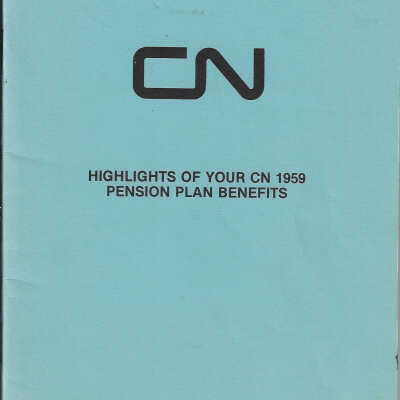 CN
HIGHLIGHTS OF YOUR CN 1959
PENSION PLAN BENEFITS